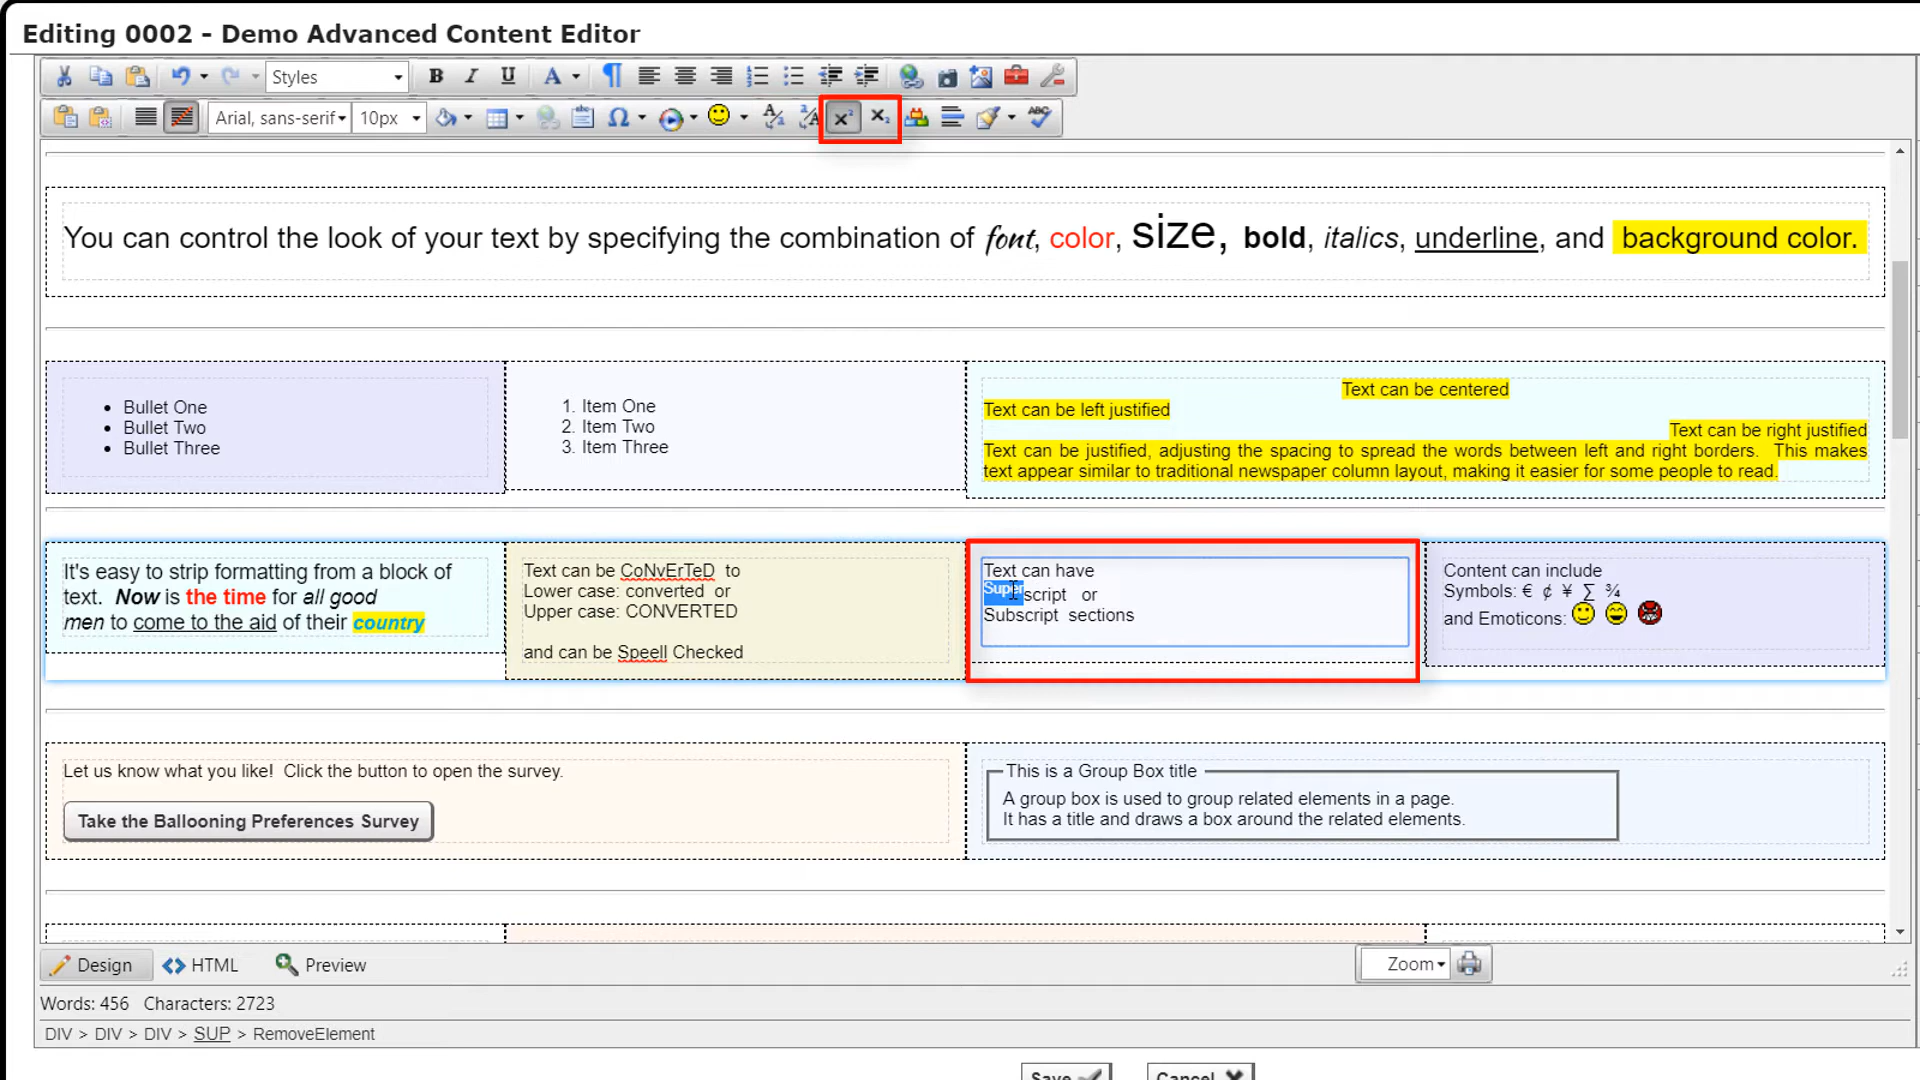 Editing 0002 - Demo Advanced Content Editor
Styles
B I U A
Arial, sans-serif 10px Ω x² x₂ ABC
You can control the look of your text by specifying the combination of font, color, size, bold, italics, underline, and background color.
Bullet One
Bullet Two
Bullet Three
1. Item One
2. Item Two
3. Item Three
Text can be centered
Text can be left justified
Text can be right justified
Text can be justified, adjusting the spacing to spread the words between left and right borders. This makes
text appear similar to traditional newspaper column layout, making it easier for some people to read.
It's easy to strip formatting from a block of
text. Now is the time for all good
men to come to the aid of their country
Text can be CoNvErTeD to
Lower case: converted or
Upper case: CONVERTED
and can be Speell Checked
Text can have
Superscript or
Subscript sections
Content can include
Symbols: € ¢ ¥ ∑ ¾
and Emoticons:
Let us know what you like! Click the button to open the survey.
Take the Ballooning Preferences Survey
This is a Group Box title
A group box is used to group related elements in a page.
It has a title and draws a box around the related elements.
Design HTML Preview Zoom
Words: 456 Characters: 2723
DIV > DIV > DIV > SUP > RemoveElement
Save Cancel